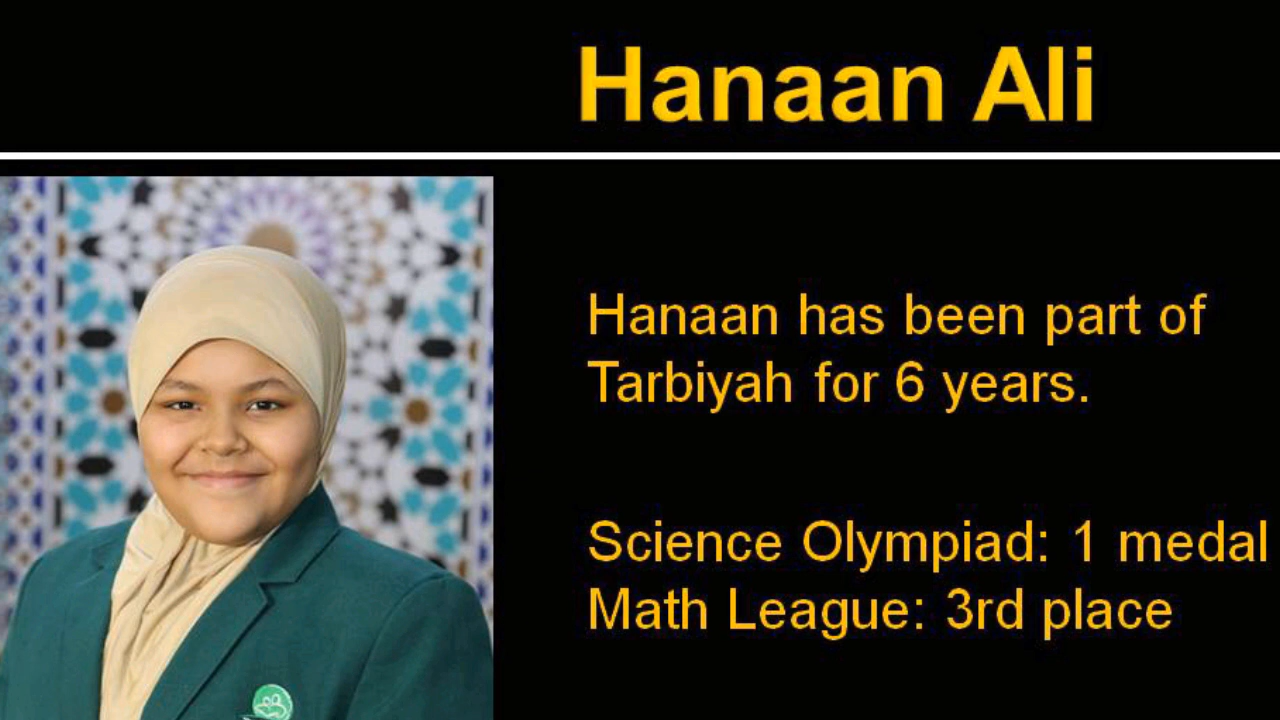 Hanaan Ali
Hanaan has been part of
Tarbiyah for 6 years.
Science Olympiad: 1 medal
Math League: 3rd place